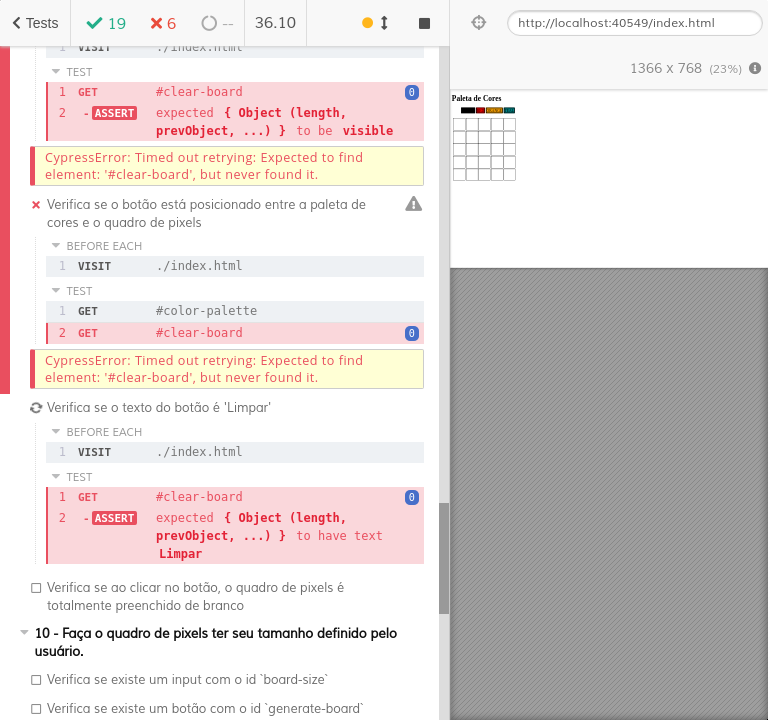 Tests 19 6 -- 36.10
http://localhost:40549/index.html
1366 x 768 (23%)
Paleta de Cores
VISIT ./index.html
TEST
1 GET #clear-board 0
2 -ASSERT expected { Object (length,
prevObject, ...) } to be visible
CypressError: Timed out retrying: Expected to find
element: '#clear-board', but never found it.
Verifica se o botão está posicionado entre a paleta de
cores e o quadro de pixels
BEFORE EACH
1 VISIT ./index.html
TEST
1 GET #color-palette
2 GET #clear-board 0
CypressError: Timed out retrying: Expected to find
element: '#clear-board', but never found it.
Verifica se o texto do botão é 'Limpar'
BEFORE EACH
1 VISIT ./index.html
TEST
1 GET #clear-board 0
2 -ASSERT expected { Object (length,
prevObject, ...) } to have text
Limpar
Verifica se ao clicar no botão, o quadro de pixels é
totalmente preenchido de branco
10 - Faça o quadro de pixels ter seu tamanho definido pelo
usuário.
Verifica se existe um input com o id `board-size`
Verifica se existe um botão com o id `generate-board`